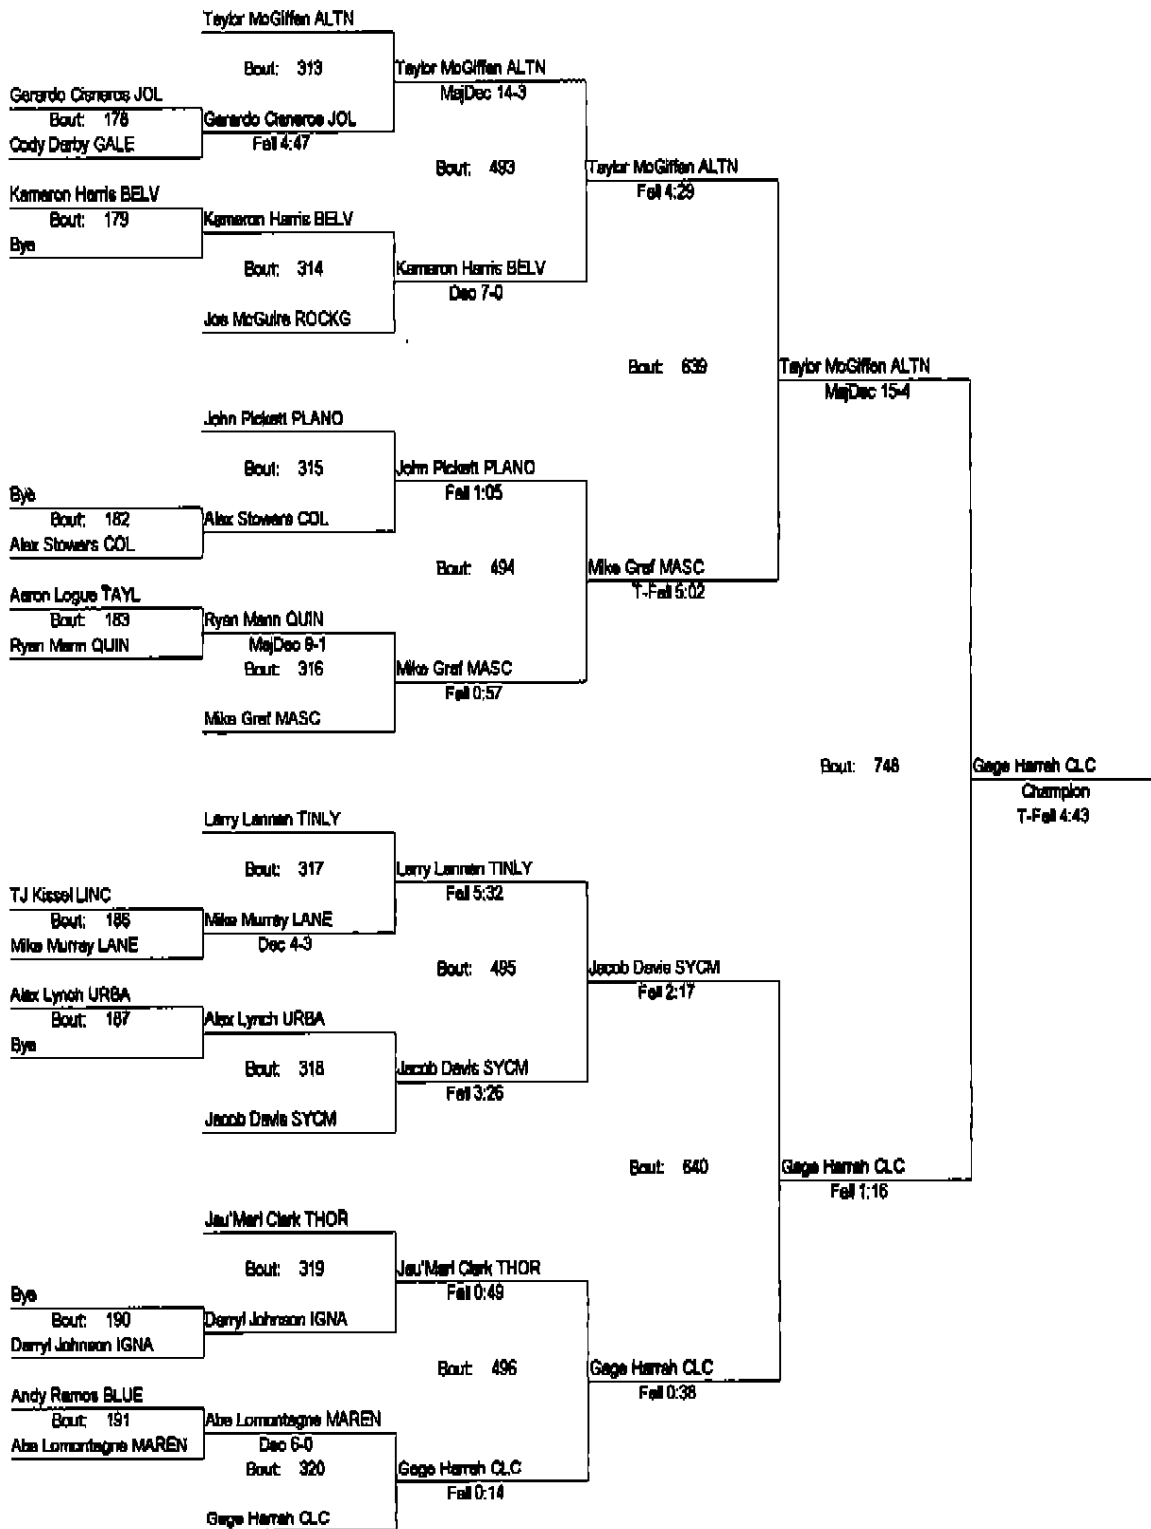 Taylor McGiffen ALTN
Bout: 313
Taylor McGiffen ALTN
MajDec 14-3
Gerardo Cisneros JOL
Bout: 178
Gerardo Cisneros JOL
Cody Darby GALE
Fall 4:47
Bout: 493
Taylor McGiffen ALTN
Fall 4:29
Kameron Harris BELV
Bout: 179
Kameron Harris BELV
Bye
Bout: 314
Kameron Harris BELV
Dec 7-0
Joe McGuire ROCKG
Bout: 639
Taylor McGiffen ALTN
MajDec 15-4
John Pickett PLANO
Bout: 315
John Pickett PLANO
Fall 1:05
Bye
Bout: 182
Alex Stowers COL
Alex Stowers COL
Bout: 494
Mike Graf MASC
T-Fall 5:02
Aaron Logue TAYL
Bout: 183
Ryan Mann QUIN
Ryan Mann QUIN
MajDec 9-1
Bout: 316
Mike Graf MASC
Fall 0:57
Mike Graf MASC
Bout: 748
Gage Harrah CLC
Champion
T-Fall 4:43
Larry Lannan TINLY
Bout: 317
Larry Lannan TINLY
Fall 5:32
TJ Kissel LINC
Bout: 186
Mike Murray LANE
Mike Murray LANE
Dec 4-3
Bout: 495
Jacob Davis SYCM
Fall 2:17
Alex Lynch URBA
Bout: 187
Alex Lynch URBA
Bye
Bout: 318
Jacob Davis SYCM
Fall 3:26
Jacob Davis SYCM
Bout: 640
Gage Harrah CLC
Fall 1:16
Jau'Marl Clark THOR
Bout: 319
Jau'Marl Clark THOR
Fall 0:49
Bye
Bout: 190
Darryl Johnson IGNA
Darryl Johnson IGNA
Bout: 496
Gage Harrah CLC
Fall 0:38
Andy Ramos BLUE
Bout: 191
Abe Lomontagne MAREN
Abe Lomontagne MAREN
Dec 6-0
Bout: 320
Gage Harrah CLC
Fall 0:14
Gage Harrah CLC